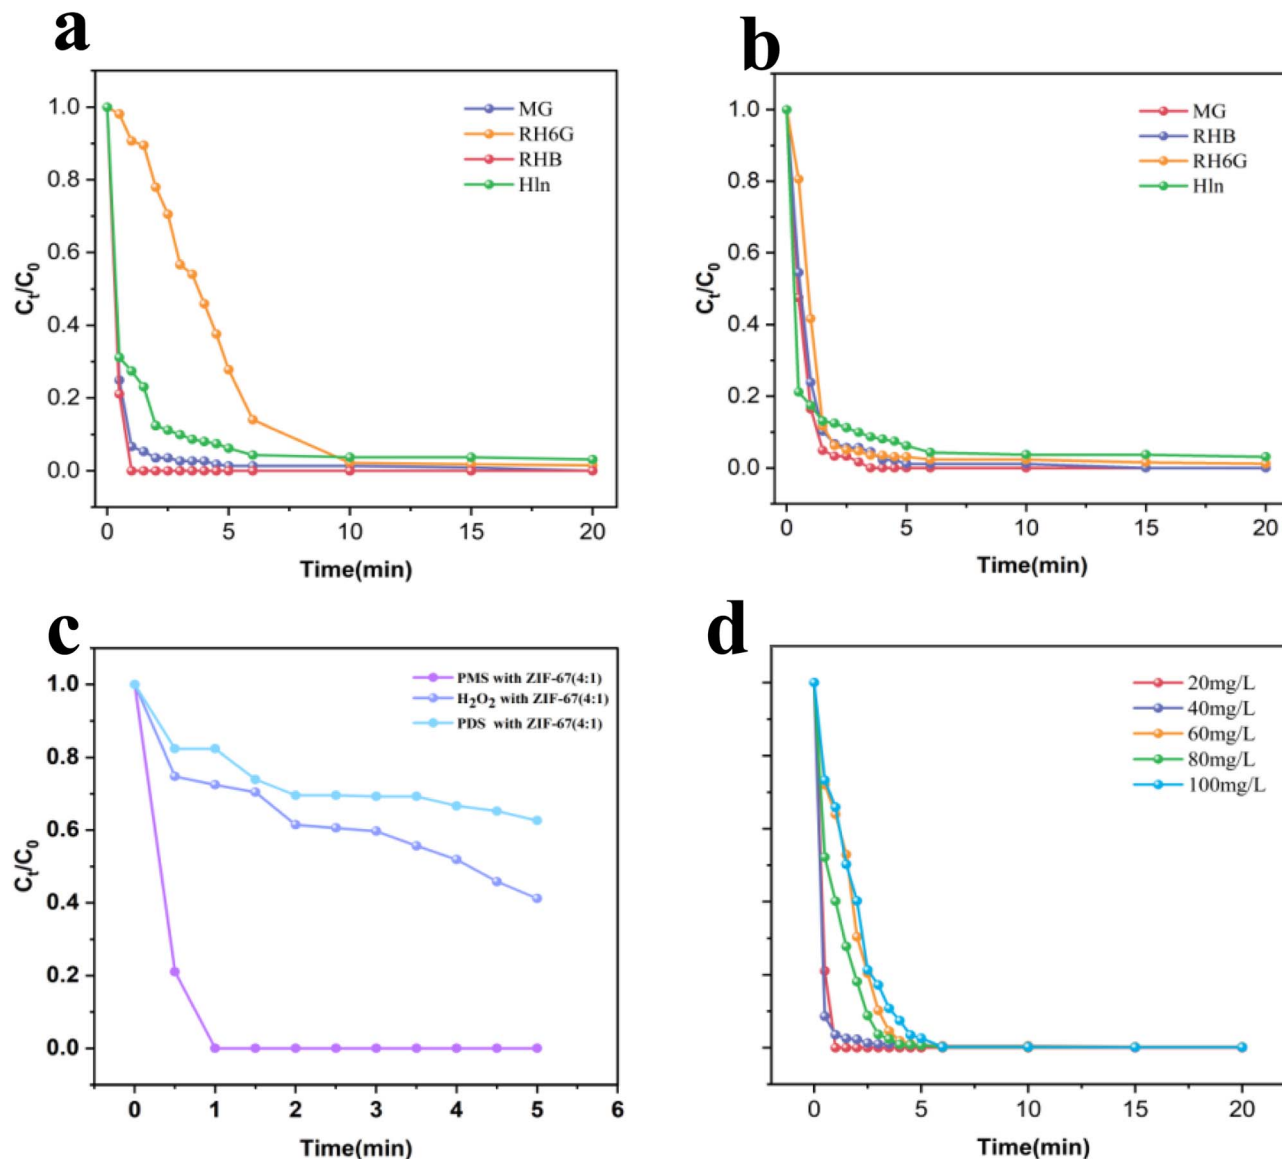 a
1.0
0.8
0.6
0.4
0.2
0.0
Cₜ/C₀
0 5 10 15 20
Time(min)
MG
RH6G
RHB
Hln
b
1.0
0.8
0.6
0.4
0.2
0.0
Cₜ/C₀
0 5 10 15 20
Time(min)
MG
RHB
RH6G
Hln
c
1.0
0.8
0.6
0.4
0.2
0.0
Cₜ/C₀
0 1 2 3 4 5 6
Time(min)
PMS with ZIF-67(4:1)
H₂O₂ with ZIF-67(4:1)
PDS with ZIF-67(4:1)
d
0 5 10 15 20
Time(min)
20mg/L
40mg/L
60mg/L
80mg/L
100mg/L